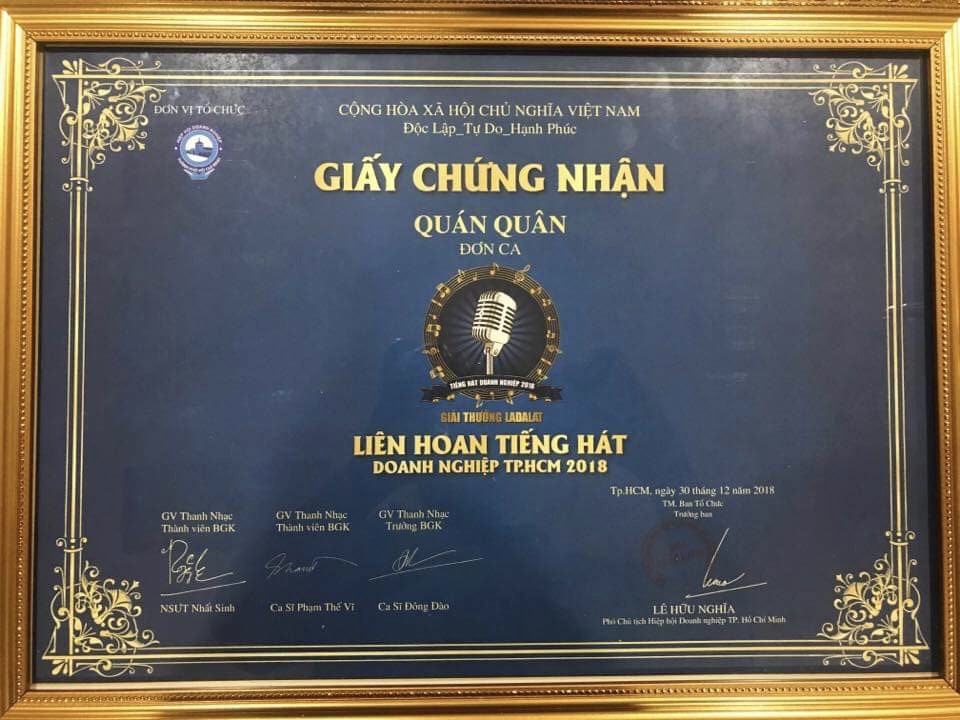 ĐƠN VỊ TỔ CHỨC
CỘNG HÒA XÃ HỘI CHỦ NGHĨA VIỆT NAM
Độc Lập_Tự Do_Hạnh Phúc
GIẤY CHỨNG NHẬN
QUÁN QUÂN
ĐƠN CA
TIẾNG HÁT DOANH NGHIỆP 2018
GIẢI THƯỞNG LADALAT
LIÊN HOAN TIẾNG HÁT
DOANH NGHIỆP TP.HCM 2018
Tp.HCM, ngày 30 tháng 12 năm 2018
TM. Ban Tổ Chức
Trưởng ban
GV Thanh Nhạc
Thành viên BGK
GV Thanh Nhạc
Thành viên BGK
GV Thanh Nhạc
Trưởng BGK
NSƯT Nhất Sinh
Ca Sĩ Phạm Thế Vĩ
Ca Sĩ Đông Đào
LÊ HỮU NGHĨA
Phó Chủ tịch Hiệp hội Doanh nghiệp TP. Hồ Chí Minh